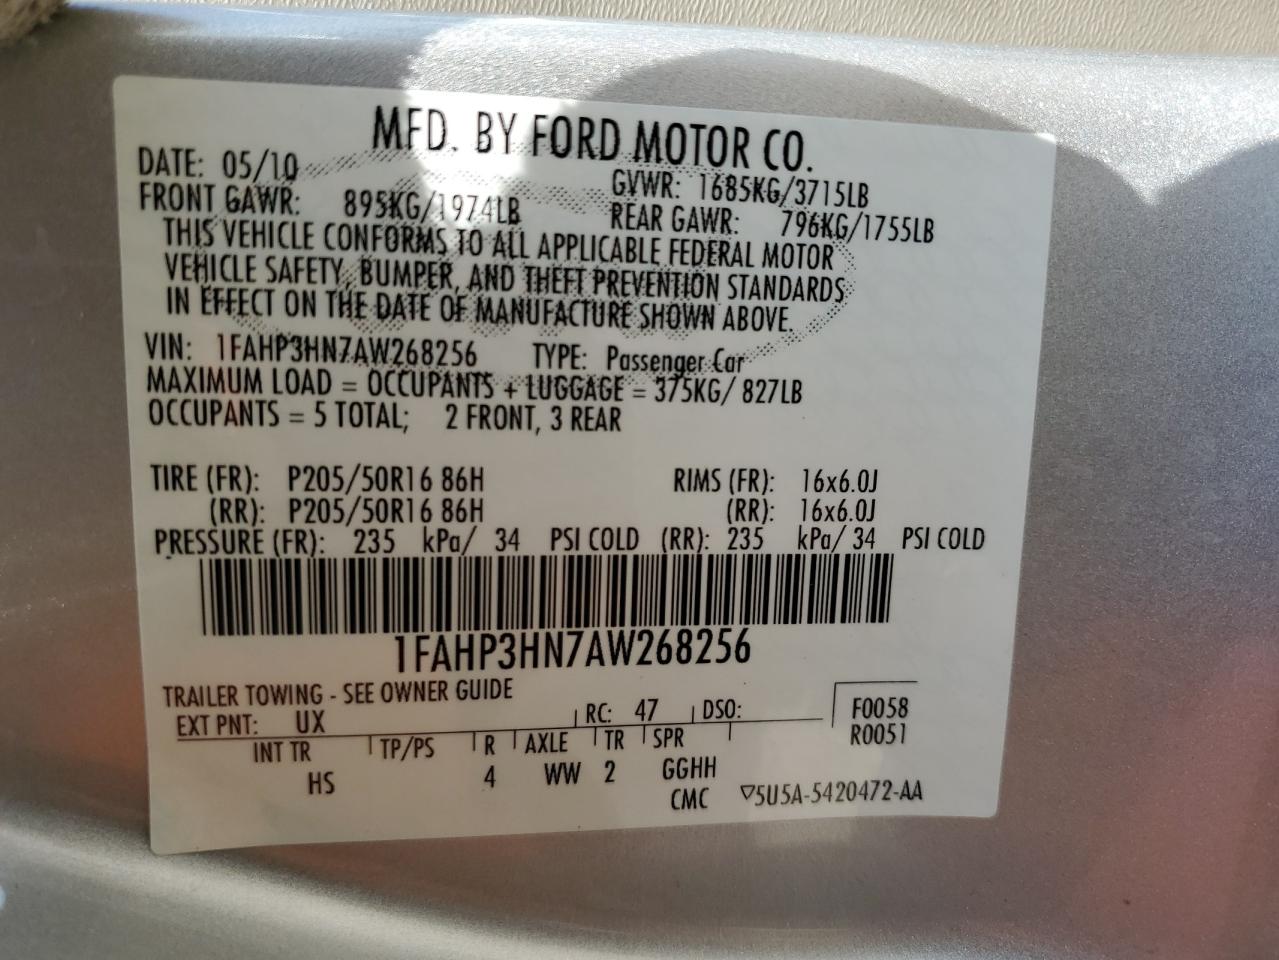 MFD. BY FORD MOTOR CO.
DATE: 05/10 GVWR: 1685KG/3715LB
FRONT GAWR: 895KG/1974LB REAR GAWR: 796KG/1755LB
THIS VEHICLE CONFORMS TO ALL APPLICABLE FEDERAL MOTOR
VEHICLE SAFETY, BUMPER, AND THEFT PREVENTION STANDARDS
IN EFFECT ON THE DATE OF MANUFACTURE SHOWN ABOVE.
VIN: 1FAHP3HN7AW268256 TYPE: Passenger Car
MAXIMUM LOAD = OCCUPANTS + LUGGAGE = 375KG/ 827LB
OCCUPANTS = 5 TOTAL; 2 FRONT, 3 REAR
TIRE (FR): P205/50R16 86H RIMS (FR): 16x6.0J
(RR): P205/50R16 86H (RR): 16x6.0J
PRESSURE (FR): 235 kPa/ 34 PSI COLD (RR): 235 kPa/ 34 PSI COLD
1FAHP3HN7AW268256
TRAILER TOWING - SEE OWNER GUIDE
EXT PNT: UX RC: 47 DSO: F0058
R0051
INT TR TP/PS R AXLE TR SPR
HS 4 WW 2 GGHH
CMC ▽5U5A-5420472-AA